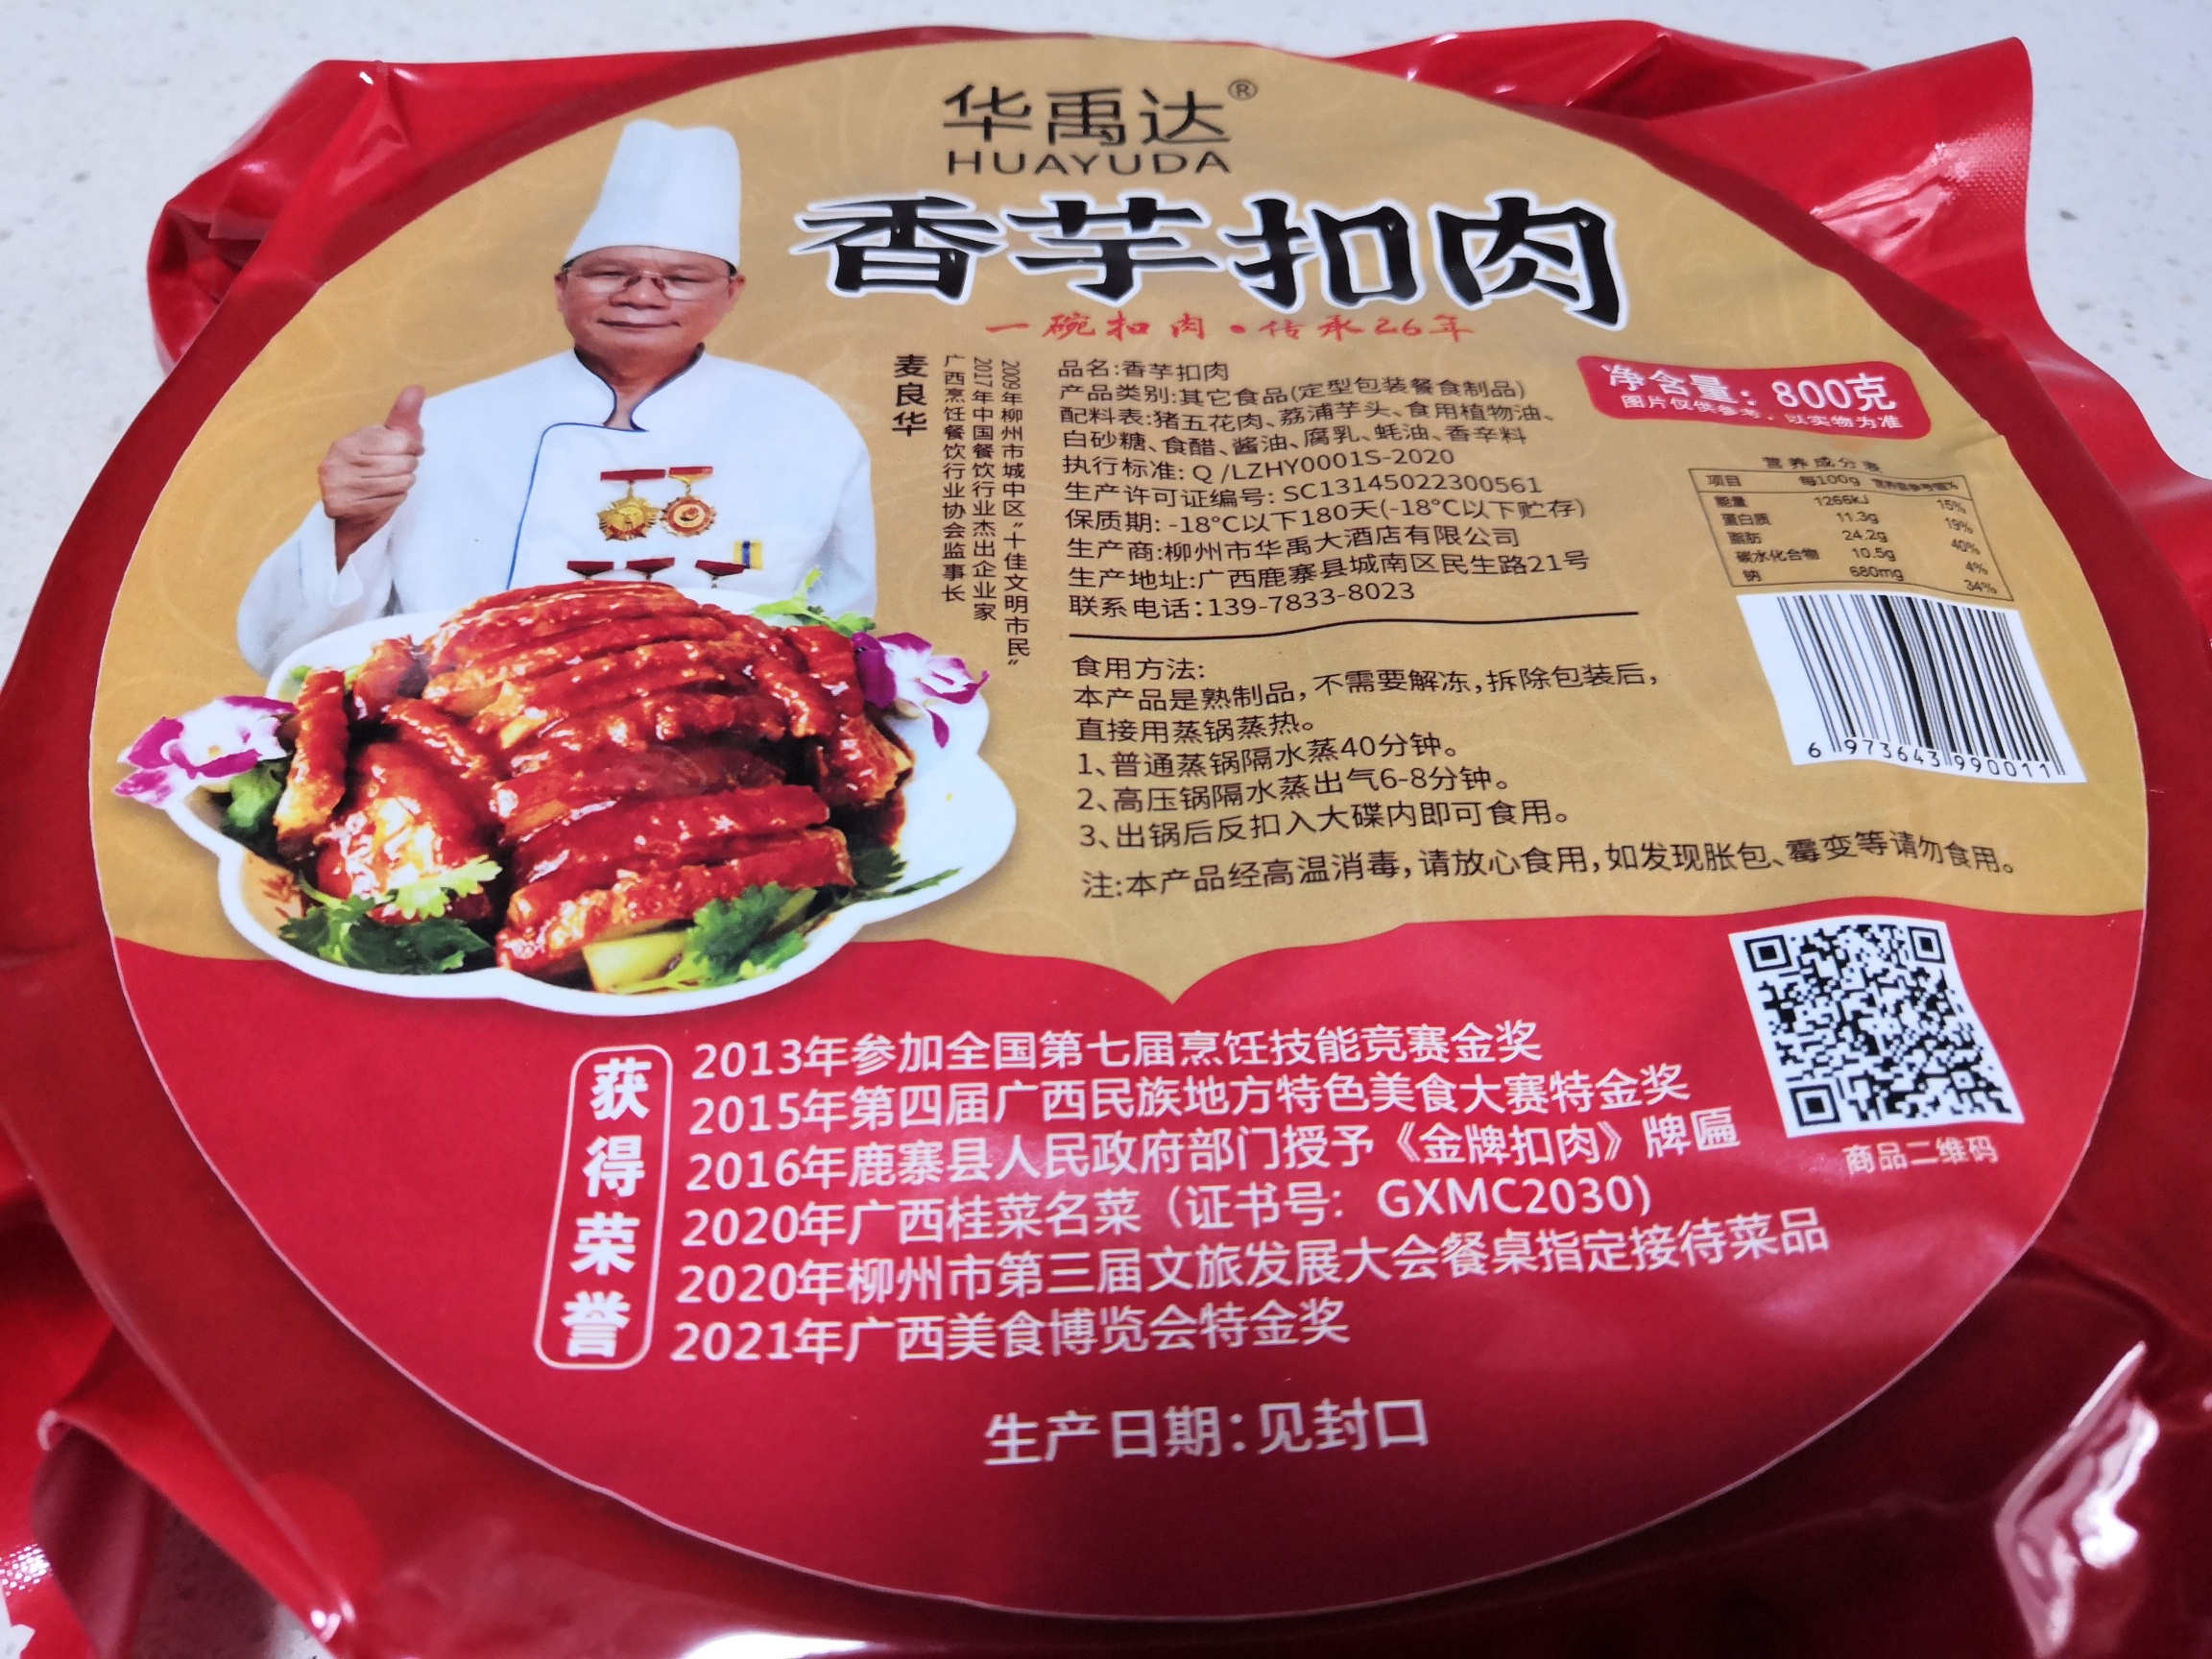 华禹达®
HUAYUDA
香芋扣肉
一碗扣肉·传承26年
麦良华
广西烹饪餐饮行业协会监事长
2017年中国餐饮行业杰出企业家
2009年柳州市城中区"十佳文明市民"
品名:香芋扣肉
产品类别:其它食品(定型包装餐食制品)
配料表:猪五花肉、荔浦芋头、食用植物油、
白砂糖、食醋、酱油、腐乳、蚝油、香辛料
执行标准: Q /LZHY0001S-2020
生产许可证编号: SC13145022300561
保质期: -18℃以下180天(-18℃以下贮存)
生产商:柳州市华禹大酒店有限公司
生产地址:广西鹿寨县城南区民生路21号
联系电话:139-7833-8023
净含量: 800克
图片仅供参考,以实物为准
营养成分表
项目 每100g 营养素参考值%
能量 1266kJ 15%
蛋白质 11.3g 19%
脂肪 24.2g 40%
碳水化合物 10.5g 4%
钠 680mg 34%
6 973643 990011
食用方法:
本产品是熟制品,不需要解冻,拆除包装后,
直接用蒸锅蒸热。
1、普通蒸锅隔水蒸40分钟。
2、高压锅隔水蒸出气6-8分钟。
3、出锅后反扣入大碟内即可食用。
注:本产品经高温消毒,请放心食用,如发现胀包、霉变等请勿食用。
商品二维码
获得荣誉
2013年参加全国第七届烹饪技能竞赛金奖
2015年第四届广西民族地方特色美食大赛特金奖
2016年鹿寨县人民政府部门授予《金牌扣肉》牌匾
2020年广西桂菜名菜（证书号: GXMC2030)
2020年柳州市第三届文旅发展大会餐桌指定接待菜品
2021年广西美食博览会特金奖
生产日期:见封口